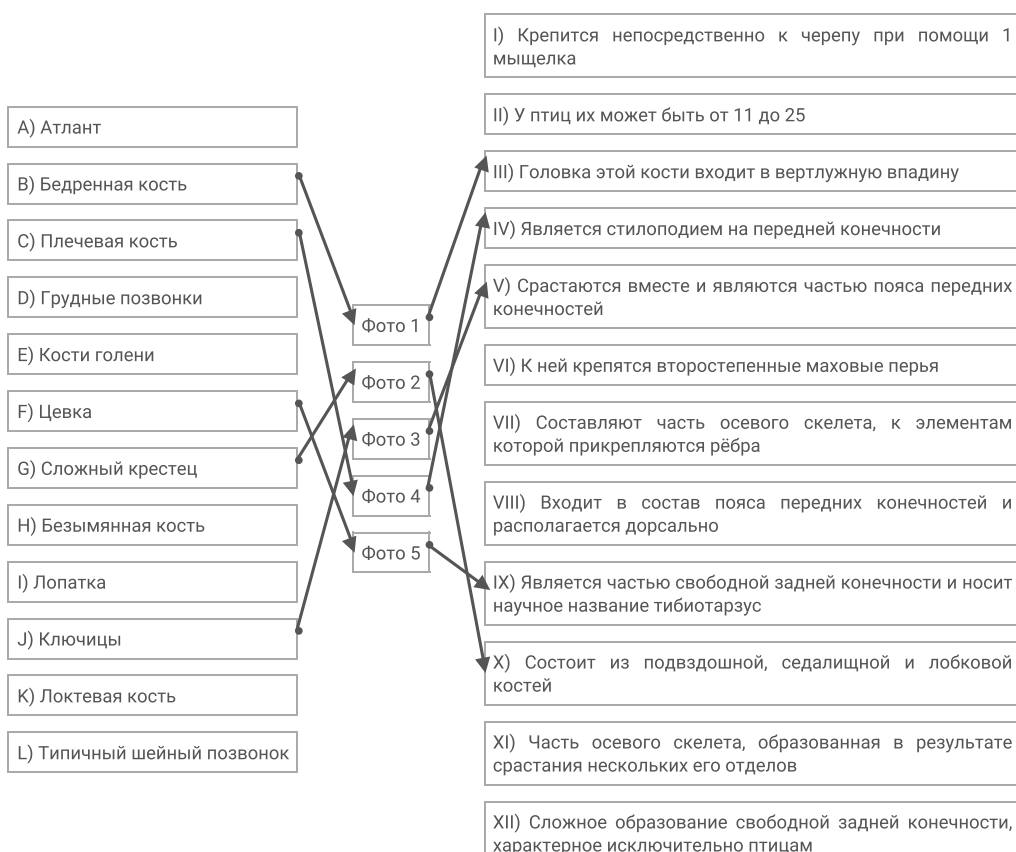 A) Атлант
B) Бедренная кость
C) Плечевая кость
D) Грудные позвонки
E) Кости голени
F) Цевка
G) Сложный крестец
H) Безымянная кость
I) Лопатка
J) Ключицы
K) Локтевая кость
L) Типичный шейный позвонок
Фото 1
Фото 2
Фото 3
Фото 4
Фото 5
I) Крепится непосредственно к черепу при помощи 1
мыщелка
II) У птиц их может быть от 11 до 25
III) Головка этой кости входит в вертлужную впадину
IV) Является стилоподием на передней конечности
V) Срастаются вместе и являются частью пояса передних
конечностей
VI) К ней крепятся второстепенные маховые перья
VII) Составляют часть осевого скелета, к элементам
которой прикрепляются рёбра
VIII) Входит в состав пояса передних конечностей и
располагается дорсально
IX) Является частью свободной задней конечности и носит
научное название тибиотарзус
X) Состоит из подвздошной, седалищной и лобковой
костей
XI) Часть осевого скелета, образованная в результате
срастания нескольких его отделов
XII) Сложное образование свободной задней конечности,
характерное исключительно птицам